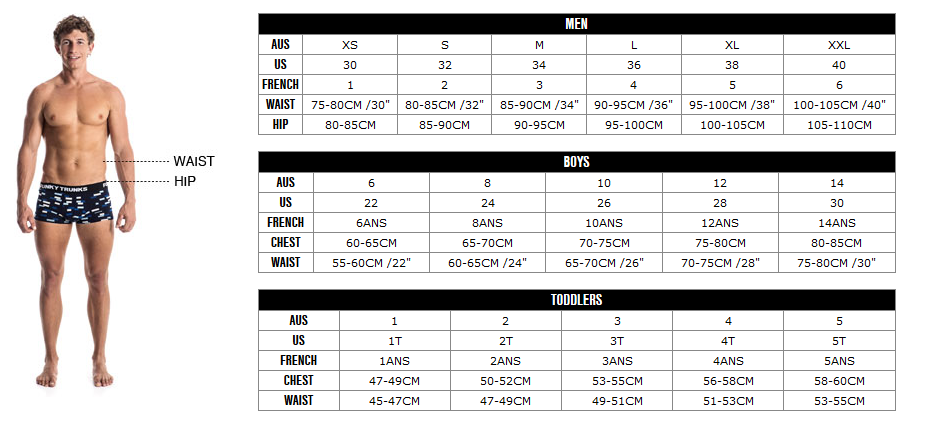 MEN
AUS XS S M L XL XXL
US 30 32 34 36 38 40
FRENCH 1 2 3 4 5 6
WAIST 75-80CM /30" 80-85CM /32" 85-90CM /34" 90-95CM /36" 95-100CM /38" 100-105CM /40"
HIP 80-85CM 85-90CM 90-95CM 95-100CM 100-105CM 105-110CM
WAIST
HIP
UNKY TRUNKS
BOYS
AUS 6 8 10 12 14
US 22 24 26 28 30
FRENCH 6ANS 8ANS 10ANS 12ANS 14ANS
CHEST 60-65CM 65-70CM 70-75CM 75-80CM 80-85CM
WAIST 55-60CM /22" 60-65CM /24" 65-70CM /26" 70-75CM /28" 75-80CM /30"
TODDLERS
AUS 1 2 3 4 5
US 1T 2T 3T 4T 5T
FRENCH 1ANS 2ANS 3ANS 4ANS 5ANS
CHEST 47-49CM 50-52CM 53-55CM 56-58CM 58-60CM
WAIST 45-47CM 47-49CM 49-51CM 51-53CM 53-55CM